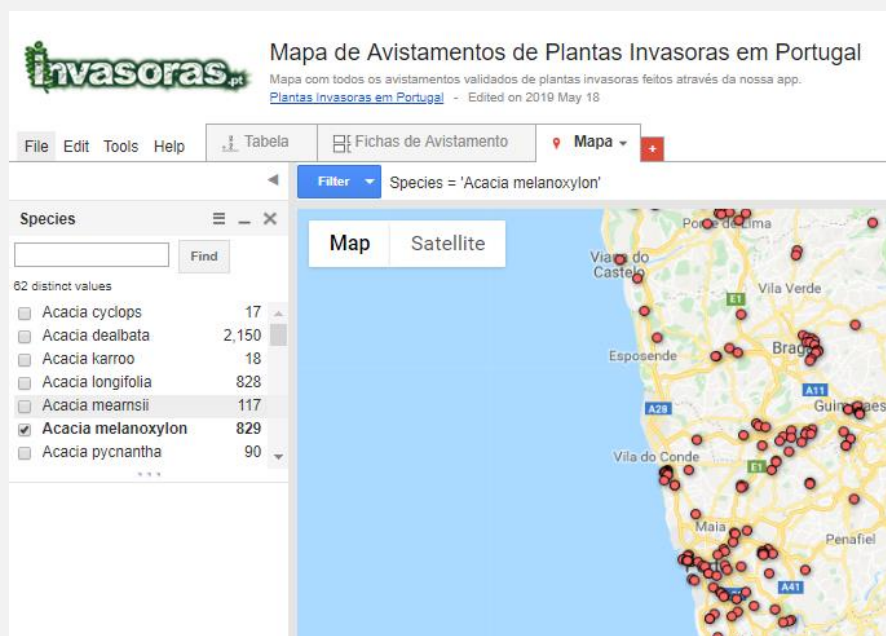 invasoras.pt
Mapa de Avistamentos de Plantas Invasoras em Portugal
Mapa com todos os avistamentos validados de plantas invasoras feitos através da nossa app.
Plantas Invasoras em Portugal - Edited on 2019 May 18
File Edit Tools Help Tabela Fichas de Avistamento Mapa +
Filter Species = 'Acacia melanoxylon'
Species
Find
62 distinct values
Acacia cyclops 17
Acacia dealbata 2,150
Acacia karroo 18
Acacia longifolia 828
Acacia mearnsii 117
Acacia melanoxylon 829
Acacia pycnantha 90
Map Satellite
Ponte de Lima
Viana do
Castelo
Vila Verde
E1
Esposende
A11
A28
Vila do Conde
E1
Maia
Penafiel
A41